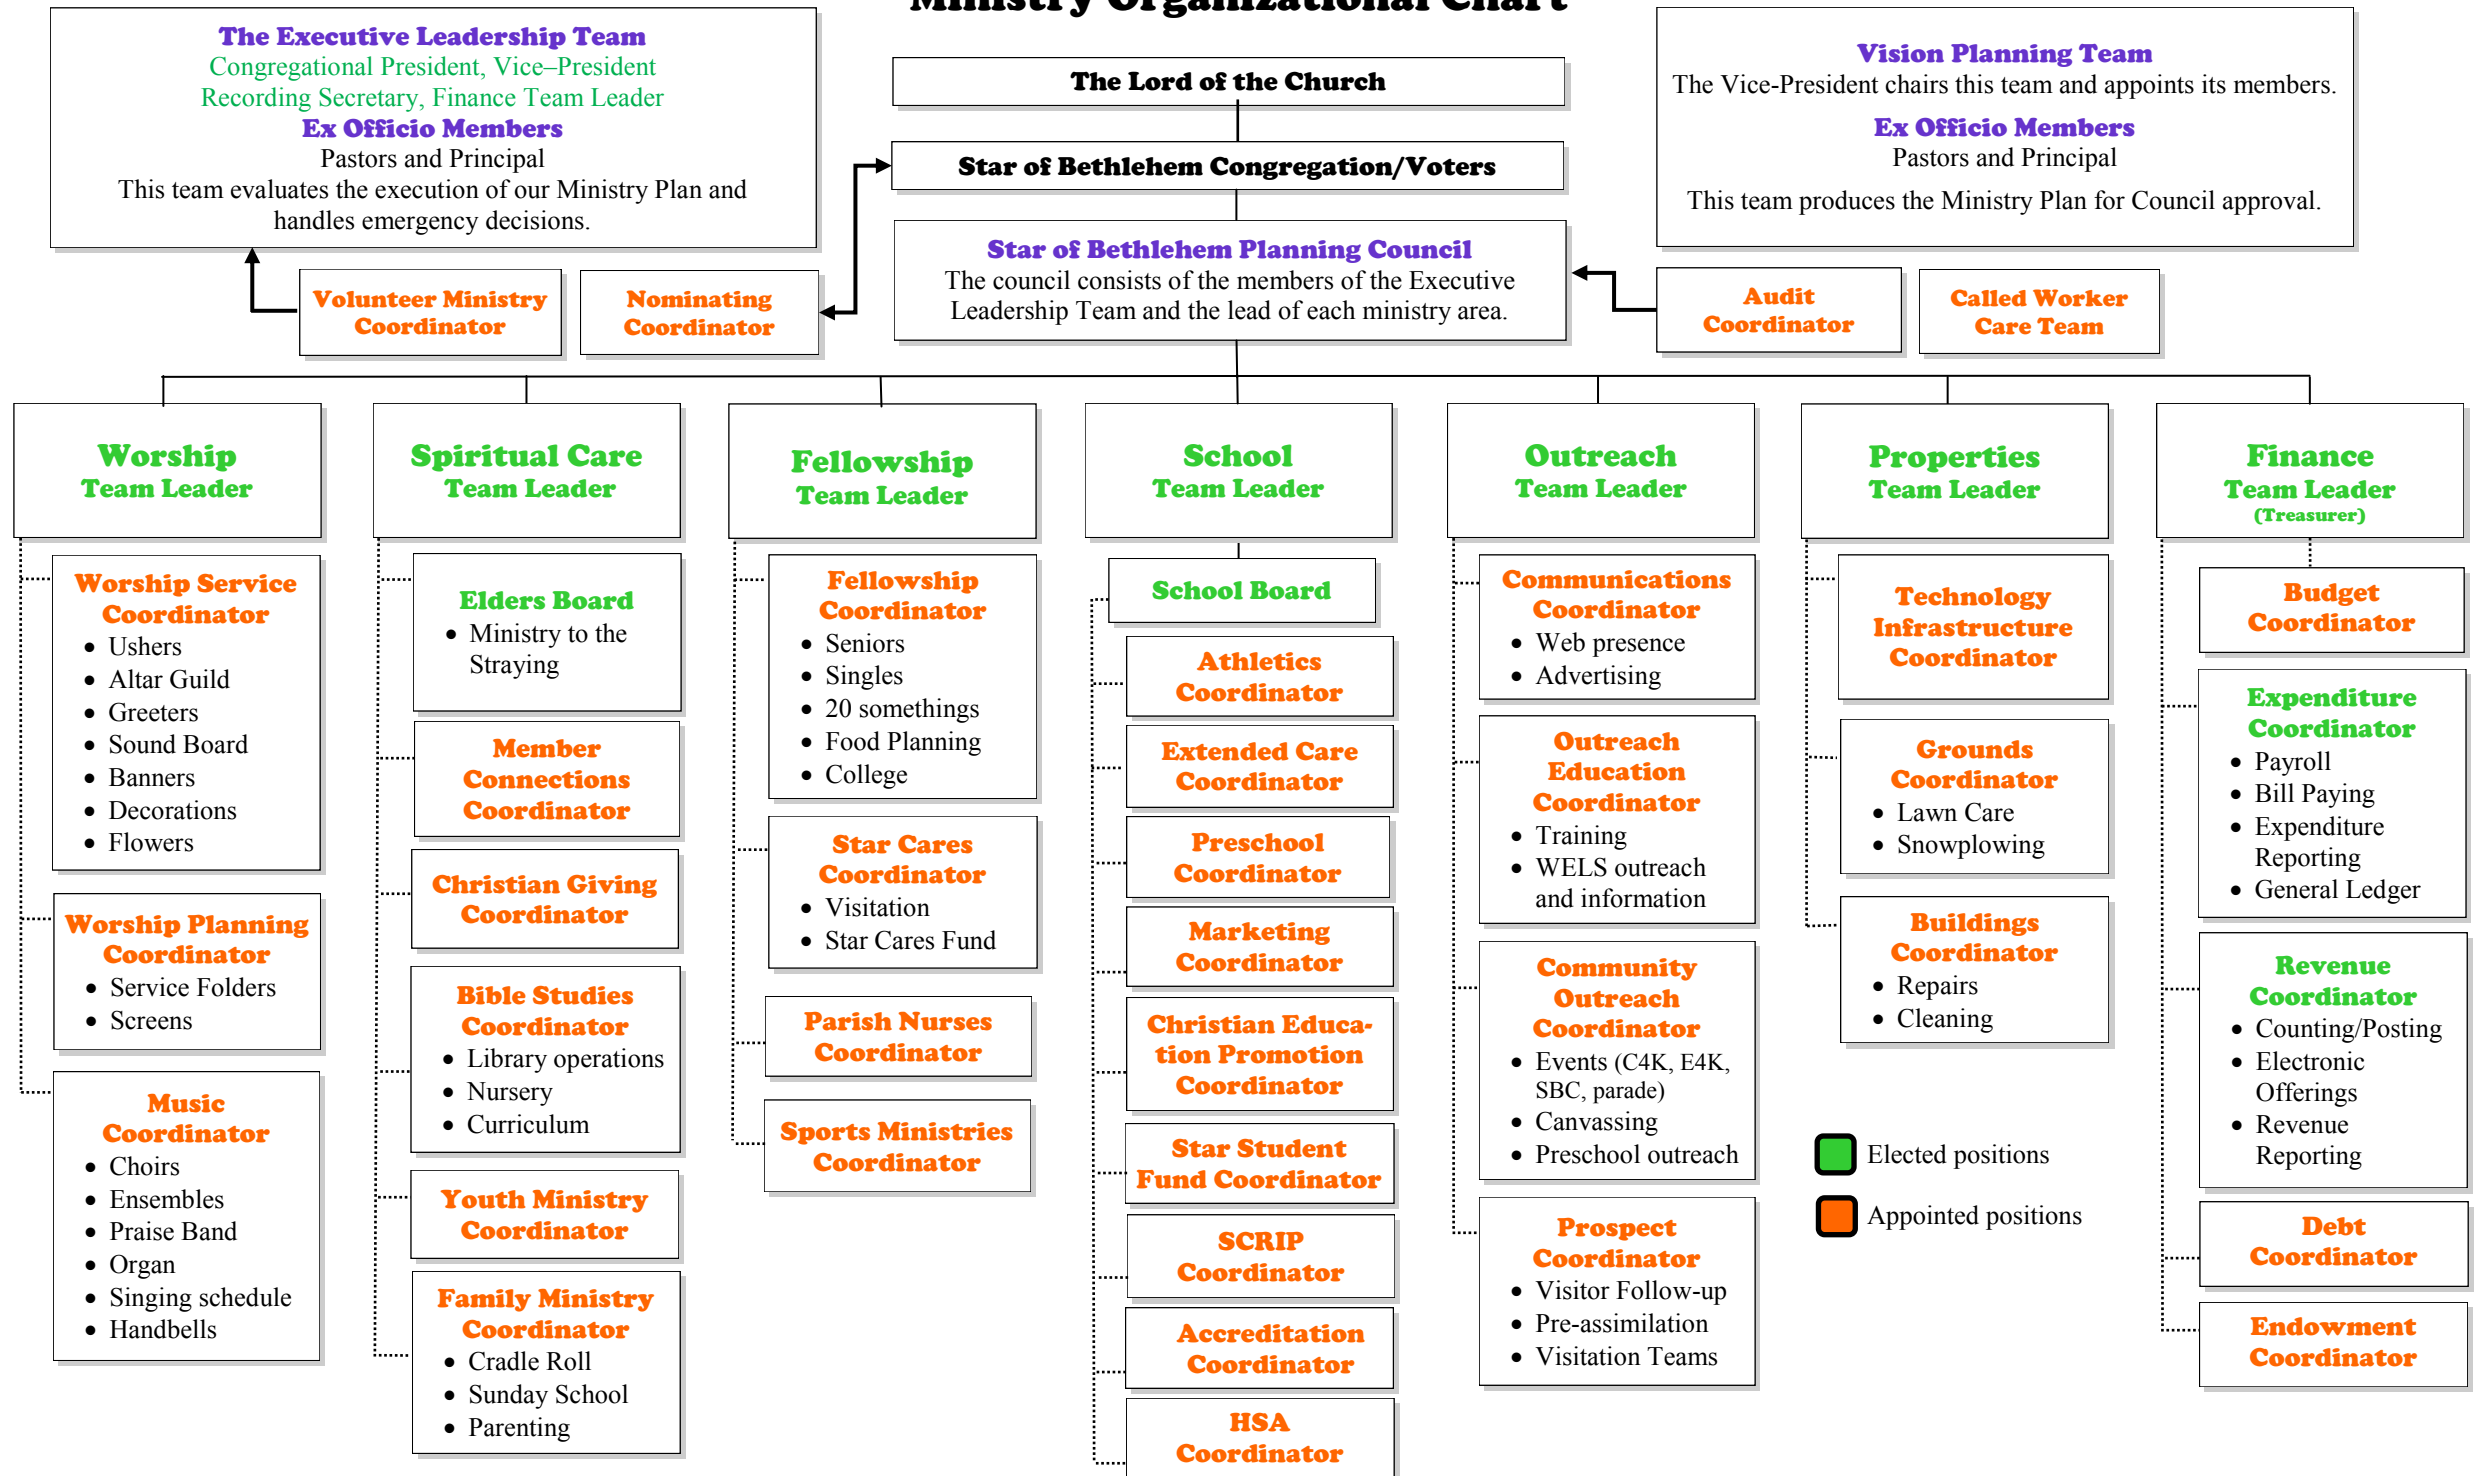 Ministry Organizational Chart
The Executive Leadership Team
Congregational President, Vice–President
Recording Secretary, Finance Team Leader
Ex Officio Members
Pastors and Principal
This team evaluates the execution of our Ministry Plan and
handles emergency decisions.
The Lord of the Church
Star of Bethlehem Congregation/Voters
Star of Bethlehem Planning Council
The council consists of the members of the Executive
Leadership Team and the lead of each ministry area.
Vision Planning Team
The Vice-President chairs this team and appoints its members.
Ex Officio Members
Pastors and Principal
This team produces the Ministry Plan for Council approval.
Volunteer Ministry
Coordinator
Nominating
Coordinator
Audit
Coordinator
Called Worker
Care Team
Worship
Team Leader
Worship Service
Coordinator
• Ushers
• Altar Guild
• Greeters
• Sound Board
• Banners
• Decorations
• Flowers
Worship Planning
Coordinator
• Service Folders
• Screens
Music
Coordinator
• Choirs
• Ensembles
• Praise Band
• Organ
• Singing schedule
• Handbells
Spiritual Care
Team Leader
Elders Board
• Ministry to the
Straying
Member
Connections
Coordinator
Christian Giving
Coordinator
Bible Studies
Coordinator
• Library operations
• Nursery
• Curriculum
Youth Ministry
Coordinator
Family Ministry
Coordinator
• Cradle Roll
• Sunday School
• Parenting
Fellowship
Team Leader
Fellowship
Coordinator
• Seniors
• Singles
• 20 somethings
• Food Planning
• College
Star Cares
Coordinator
• Visitation
• Star Cares Fund
Parish Nurses
Coordinator
Sports Ministries
Coordinator
School
Team Leader
School Board
Athletics
Coordinator
Extended Care
Coordinator
Preschool
Coordinator
Marketing
Coordinator
Christian Educa-
tion Promotion
Coordinator
Star Student
Fund Coordinator
SCRIP
Coordinator
Accreditation
Coordinator
HSA
Coordinator
Outreach
Team Leader
Communications
Coordinator
• Web presence
• Advertising
Outreach
Education
Coordinator
• Training
• WELS outreach
and information
Community
Outreach
Coordinator
• Events (C4K, E4K,
SBC, parade)
• Canvassing
• Preschool outreach
Prospect
Coordinator
• Visitor Follow-up
• Pre-assimilation
• Visitation Teams
Properties
Team Leader
Technology
Infrastructure
Coordinator
Grounds
Coordinator
• Lawn Care
• Snowplowing
Buildings
Coordinator
• Repairs
• Cleaning
Elected positions
Appointed positions
Finance
Team Leader
(Treasurer)
Budget
Coordinator
Expenditure
Coordinator
• Payroll
• Bill Paying
• Expenditure
Reporting
• General Ledger
Revenue
Coordinator
• Counting/Posting
• Electronic
Offerings
• Revenue
Reporting
Debt
Coordinator
Endowment
Coordinator